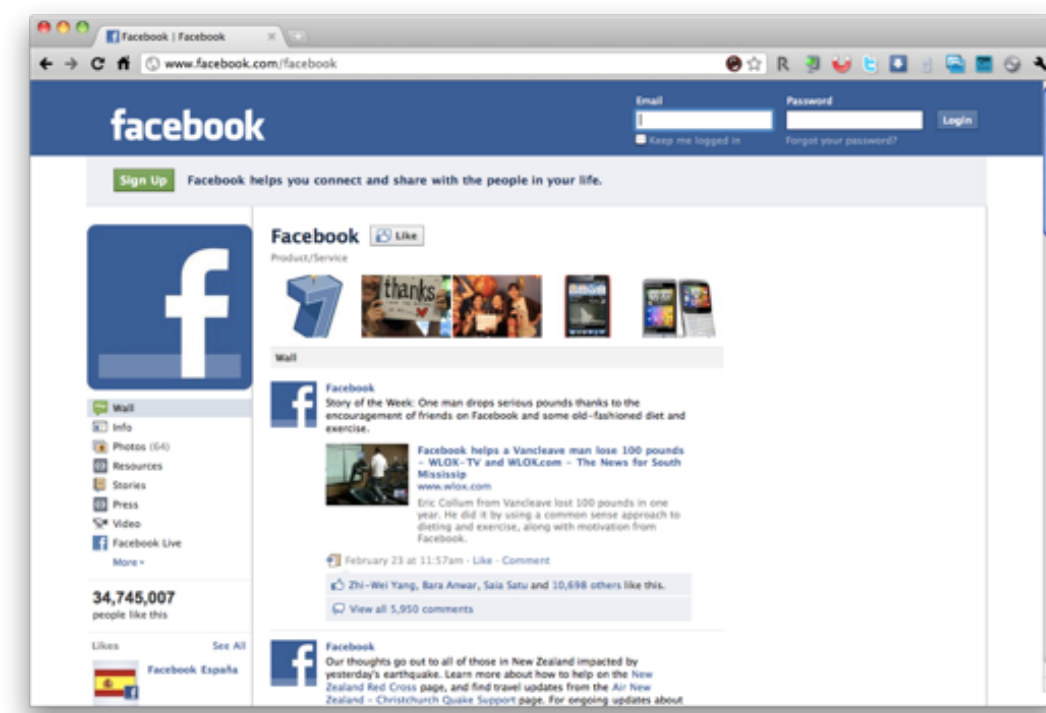 Facebook | Facebook
www.facebook.com/facebook
facebook
Email
Password
Login
Keep me logged in
Forgot your password?
Sign Up
Facebook helps you connect and share with the people in your life.
Facebook
Like
Product/Service
thanks
Wall
Facebook
Story of the Week: One man drops serious pounds thanks to the
encouragement of friends on Facebook and some old-fashioned diet and
exercise.
Facebook helps a Vancleave man lose 100 pounds
- WLOX-TV and WLOX.com - The News for South
Mississip
www.wlox.com
Eric Collum from Vancleave lost 100 pounds in one
year. He did it by using a common sense approach to
dieting and exercise, along with motivation from
Facebook.
February 23 at 11:57am · Like · Comment
Zhi-Wei Yang, Bara Anwar, Saia Satu and 10,698 others like this.
View all 5,950 comments
Facebook
Our thoughts go out to all of those in New Zealand impacted by
yesterday's earthquake. Learn more about how to help on the New
Zealand Red Cross page, and find travel updates from the Air New
Zealand - Christchurch Quake Support page. For ongoing updates about
Wall
Info
Photos (64)
Resources
Stories
Press
Video
Facebook Live
More
34,745,007
people like this
Likes
See All
Facebook España